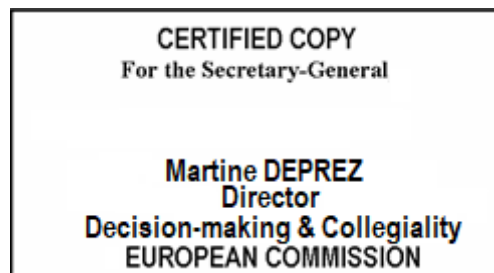 CERTIFIED COPY
For the Secretary-General
Martine DEPREZ
Director
Decision-making & Collegiality
EUROPEAN COMMISSION